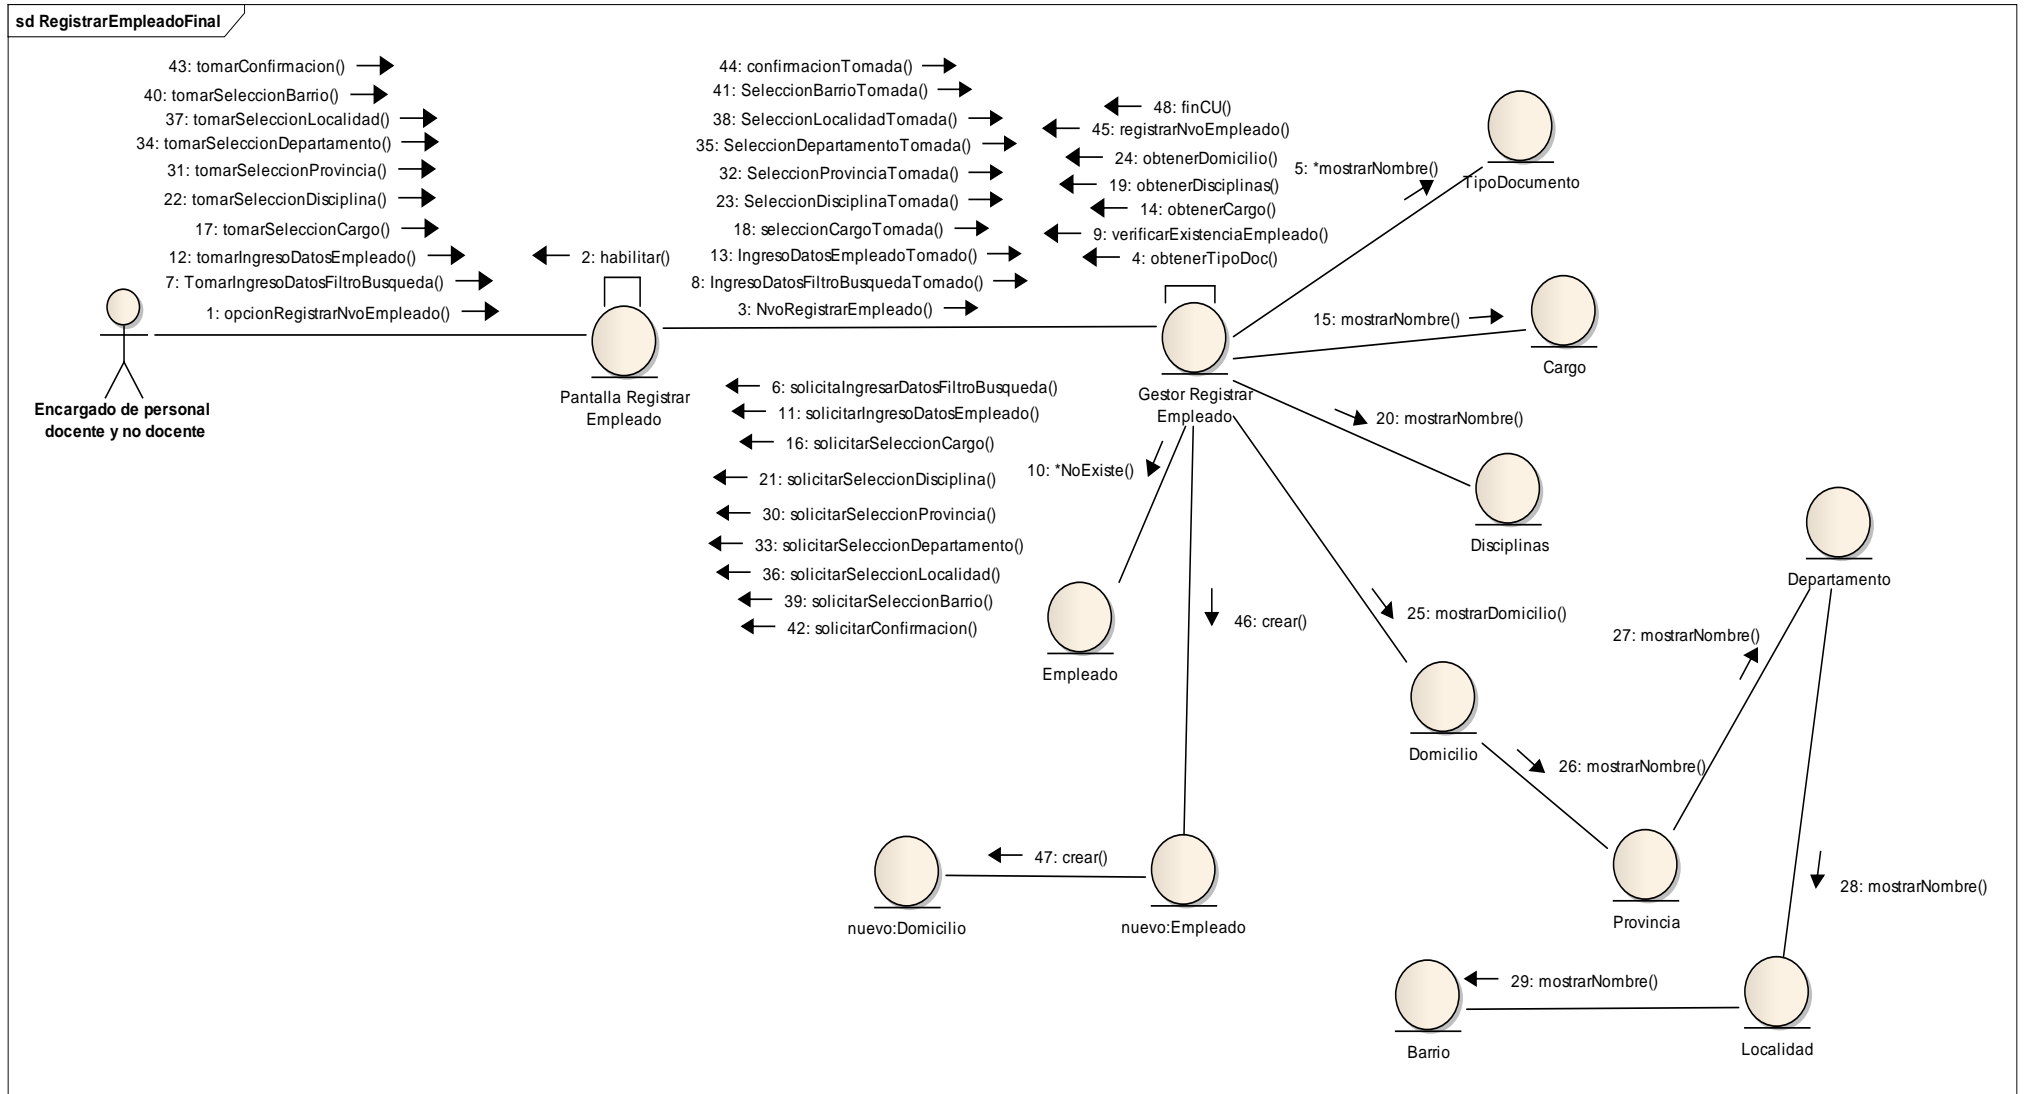 sd RegistrarEmpleadoFinal
43: tomarConfirmacion()
40: tomarSeleccionBarrio()
37: tomarSeleccionLocalidad()
34: tomarSeleccionDepartamento()
31: tomarSeleccionProvincia()
22: tomarSeleccionDisciplina()
17: tomarSeleccionCargo()
12: tomarIngresoDatosEmpleado()
7: TomarIngresoDatosFiltroBusqueda()
1: opcionRegistrarNvoEmpleado()
Encargado de personal
docente y no docente
2: habilitar()
Pantalla Registrar
Empleado
44: confirmacionTomada()
41: SeleccionBarrioTomada()
38: SeleccionLocalidadTomada()
35: SeleccionDepartamentoTomada()
32: SeleccionProvinciaTomada()
23: SeleccionDisciplinaTomada()
18: seleccionCargoTomada()
13: IngresoDatosEmpleadoTomado()
8: IngresoDatosFiltroBusquedaTomado()
3: NvoRegistrarEmpleado()
6: solicitaIngresarDatosFiltroBusqueda()
11: solicitarIngresoDatosEmpleado()
16: solicitarSeleccionCargo()
21: solicitarSeleccionDisciplina()
30: solicitarSeleccionProvincia()
33: solicitarSeleccionDepartamento()
36: solicitarSeleccionLocalidad()
39: solicitarSeleccionBarrio()
42: solicitarConfirmacion()
48: finCU()
45: registrarNvoEmpleado()
24: obtenerDomicilio()
19: obtenerDisciplinas()
14: obtenerCargo()
9: verificarExistenciaEmpleado()
4: obtenerTipoDoc()
Gestor Registrar
Empleado
5: *mostrarNombre()
TipoDocumento
15: mostrarNombre()
Cargo
20: mostrarNombre()
Disciplinas
10: *NoExiste()
Empleado
46: crear()
25: mostrarDomicilio()
Domicilio
26: mostrarNombre()
Provincia
27: mostrarNombre()
Departamento
28: mostrarNombre()
Localidad
29: mostrarNombre()
Barrio
47: crear()
nuevo:Domicilio
nuevo:Empleado